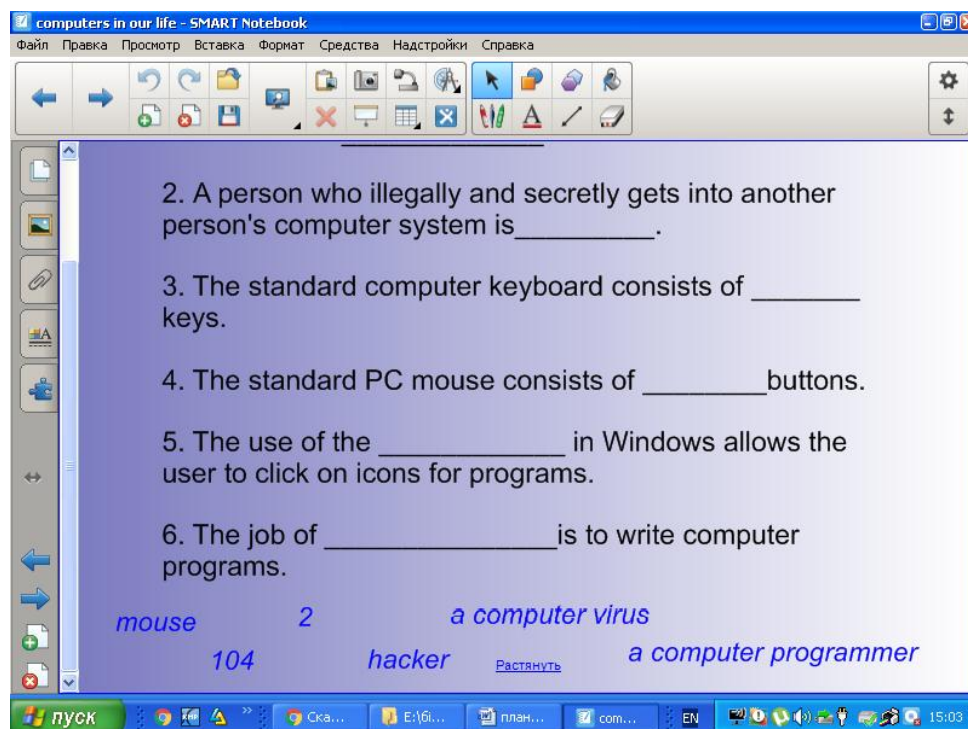 computers in our life - SMART Notebook
Файл Правка Просмотр Вставка Формат Средства Надстройки Справка
2. A person who illegally and secretly gets into another
person's computer system is_________.
3. The standard computer keyboard consists of _______
keys.
4. The standard PC mouse consists of ________buttons.
5. The use of the ____________ in Windows allows the
user to click on icons for programs.
6. The job of _______________is to write computer
programs.
mouse 2 a computer virus
104 hacker Растянуть a computer programmer
пуск » Ска... E:\бі... план... com... EN 15:03